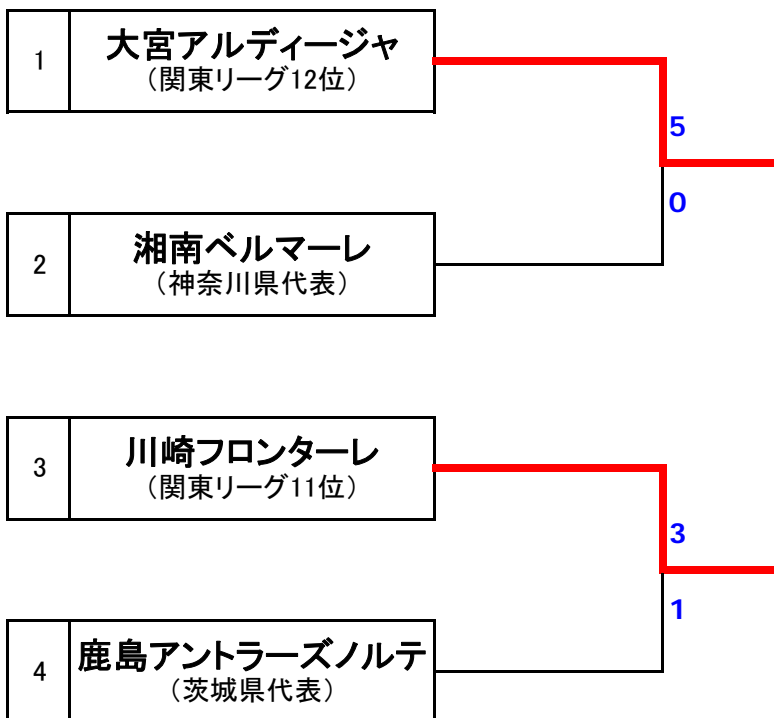 1
大宮アルディージャ
（関東リーグ12位）
5
0
2
湘南ベルマーレ
（神奈川県代表）
3
川崎フロンターレ
（関東リーグ11位）
3
1
4
鹿島アントラーズノルテ
（茨城県代表）